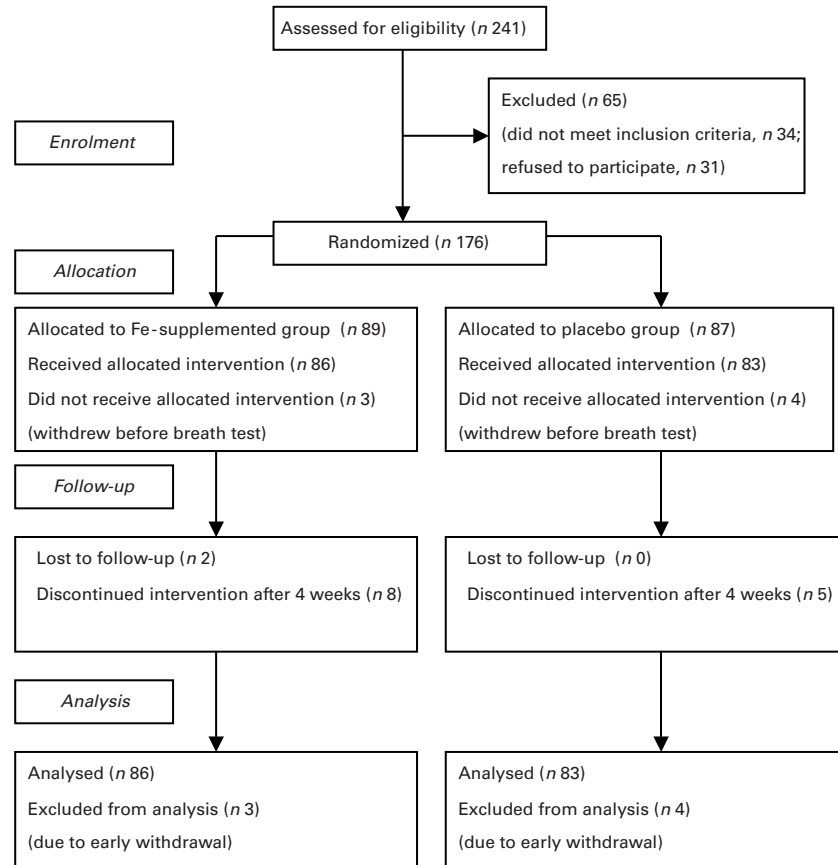 Assessed for eligibility (n 241)
Excluded (n 65)
(did not meet inclusion criteria, n 34;
refused to participate, n 31)
Enrolment
Randomized (n 176)
Allocation
Allocated to Fe-supplemented group (n 89)
Received allocated intervention (n 86)
Did not receive allocated intervention (n 3)
(withdrew before breath test)
Allocated to placebo group (n 87)
Received allocated intervention (n 83)
Did not receive allocated intervention (n 4)
(withdrew before breath test)
Follow-up
Lost to follow-up (n 2)
Discontinued intervention after 4 weeks (n 8)
Lost to follow-up (n 0)
Discontinued intervention after 4 weeks (n 5)
Analysis
Analysed (n 86)
Excluded from analysis (n 3)
(due to early withdrawal)
Analysed (n 83)
Excluded from analysis (n 4)
(due to early withdrawal)